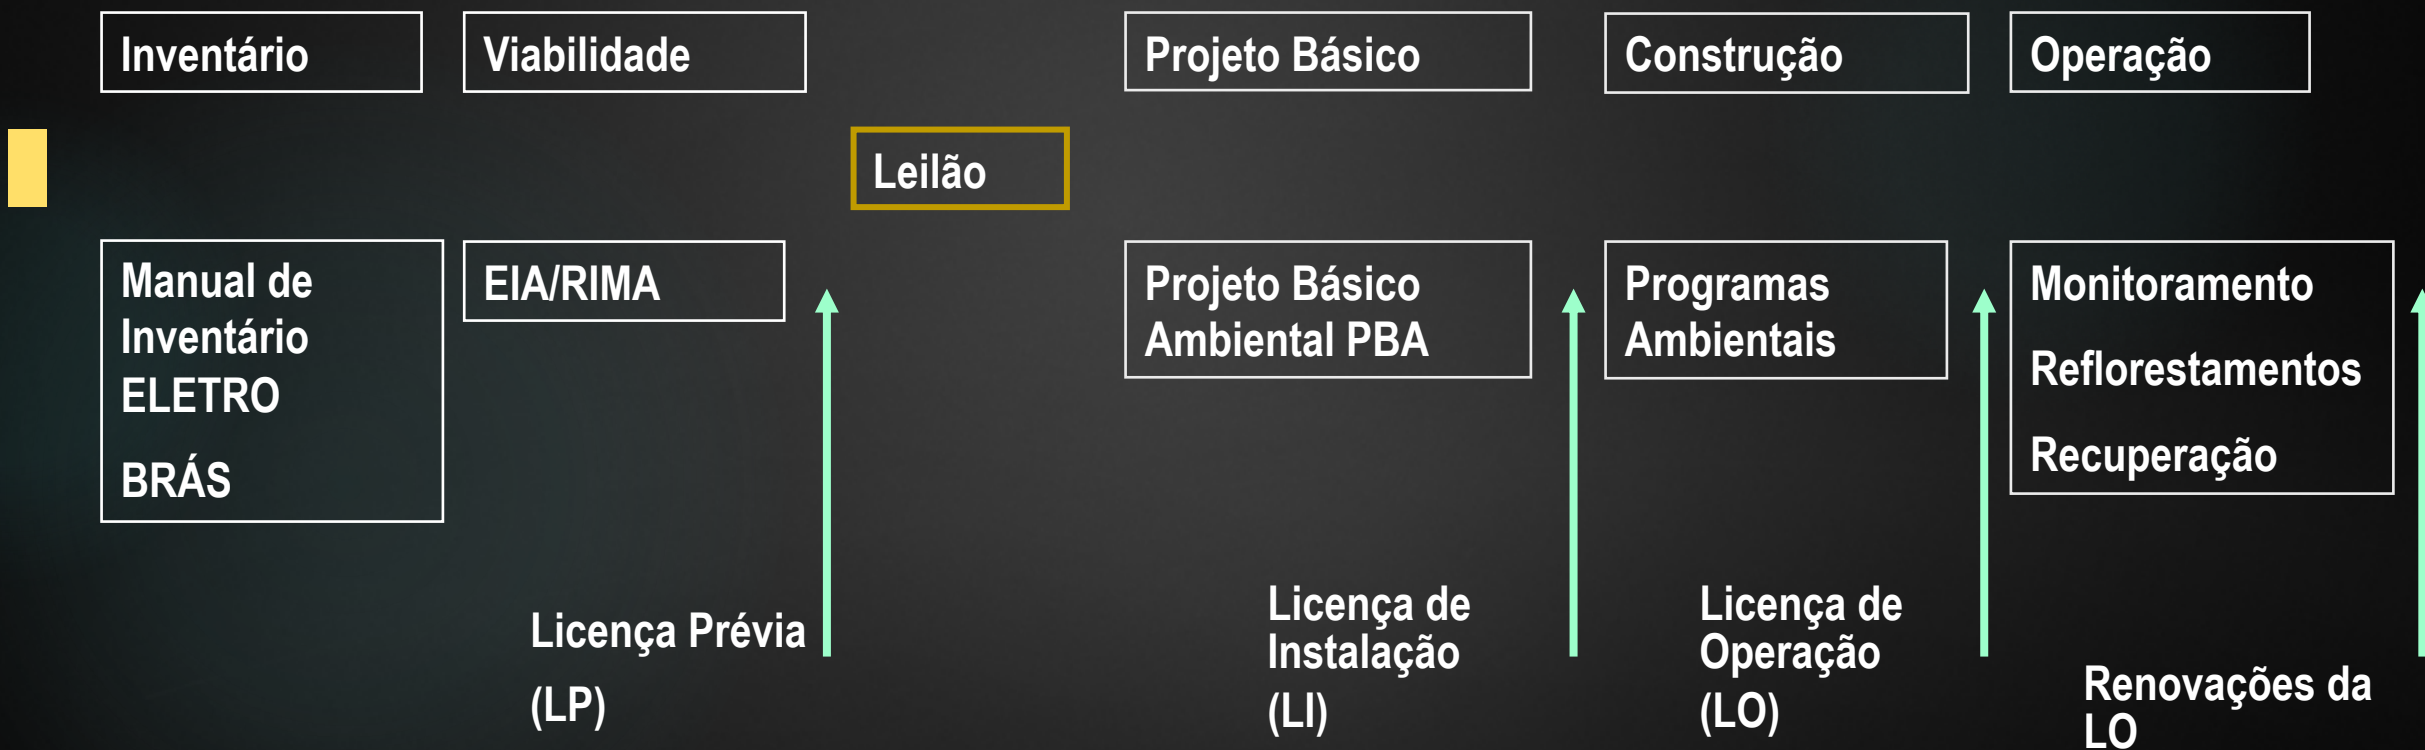 Inventário
Viabilidade
Projeto Básico
Construção
Operação
Leilão
Manual de
Inventário
ELETRO
BRÁS
EIA/RIMA
Projeto Básico
Ambiental PBA
Programas
Ambientais
Monitoramento
Reflorestamentos
Recuperação
Licença Prévia
(LP)
Licença de
Instalação
(LI)
Licença de
Operação
(LO)
Renovações da
LO